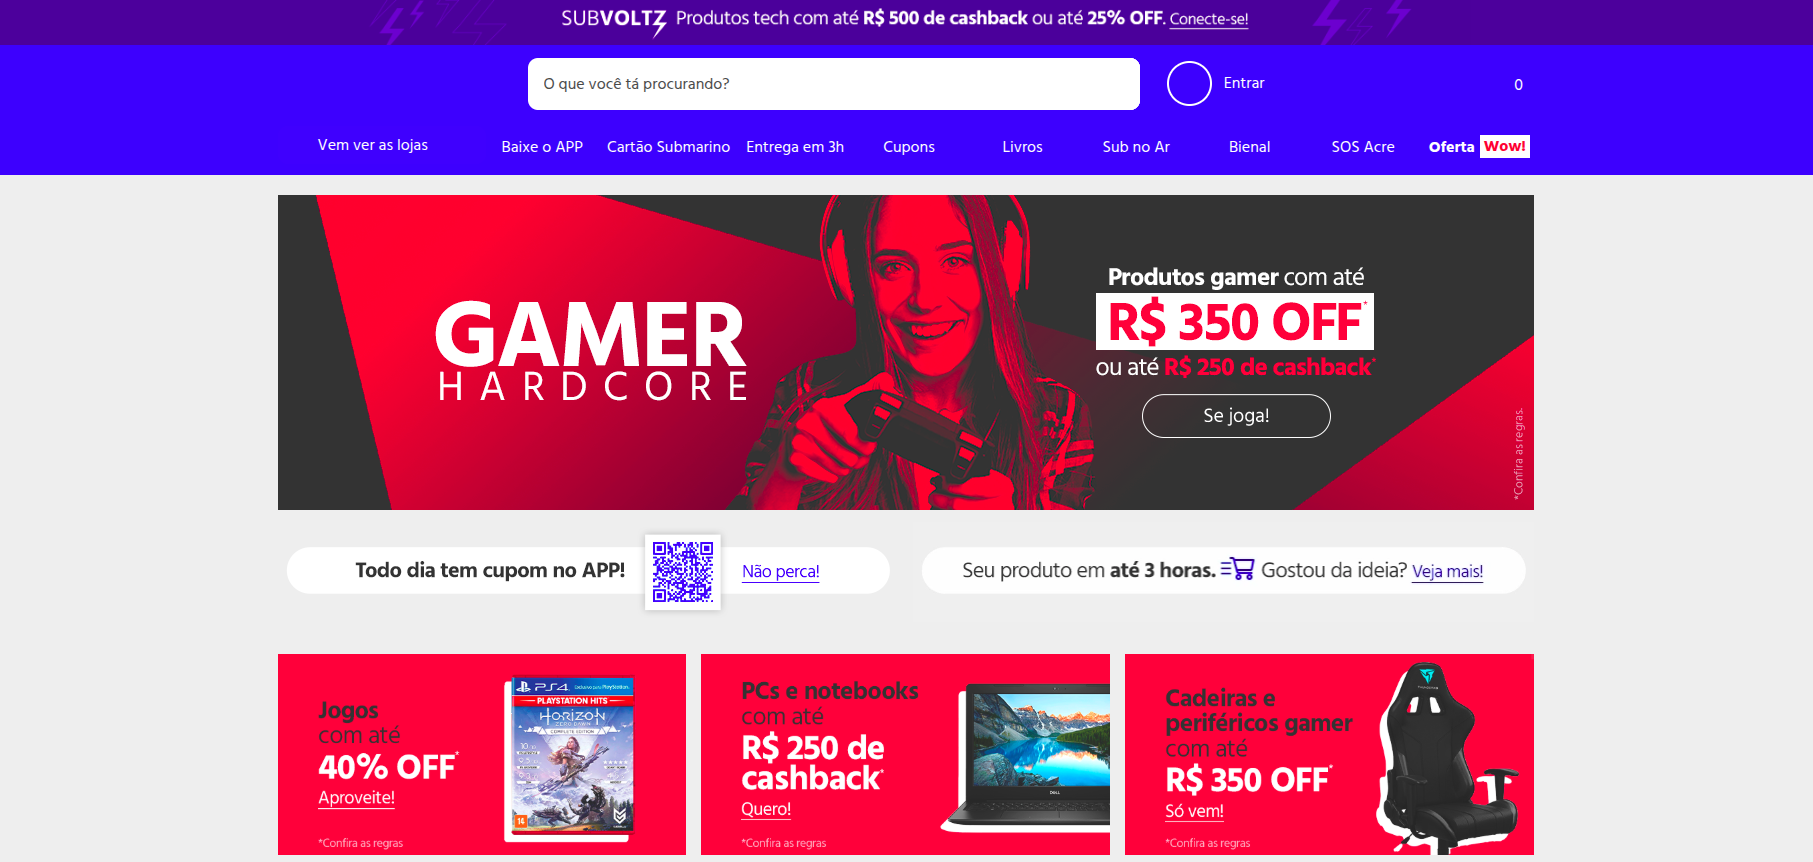 SUBVOLTZ Produtos tech com até R$ 500 de cashback ou até 25% OFF. Conecte-se!
O que você tá procurando?
Entrar
0
Vem ver as lojas
Baixe o APP
Cartão Submarino
Entrega em 3h
Cupons
Livros
Sub no Ar
Bienal
SOS Acre
Oferta Wow!
GAMER
HARDCORE
Produtos gamer com até
R$ 350 OFF*
ou até R$ 250 de cashback*
Se joga!
*Confira as regras.
Todo dia tem cupom no APP!
Não perca!
Seu produto em até 3 horas. Gostou da ideia? Veja mais!
Jogos
com até
40% OFF*
Aproveite!
*Confira as regras
PS4
PlayStation
PLAYSTATION HITS
HORIZON
ZERO DAWN
COMPLETE EDITION
14
PCs e notebooks
com até
R$ 250 de
cashback*
Quero!
*Confira as regras
DELL
Cadeiras e
periféricos gamer
com até
R$ 350 OFF*
Só vem!
*Confira as regras